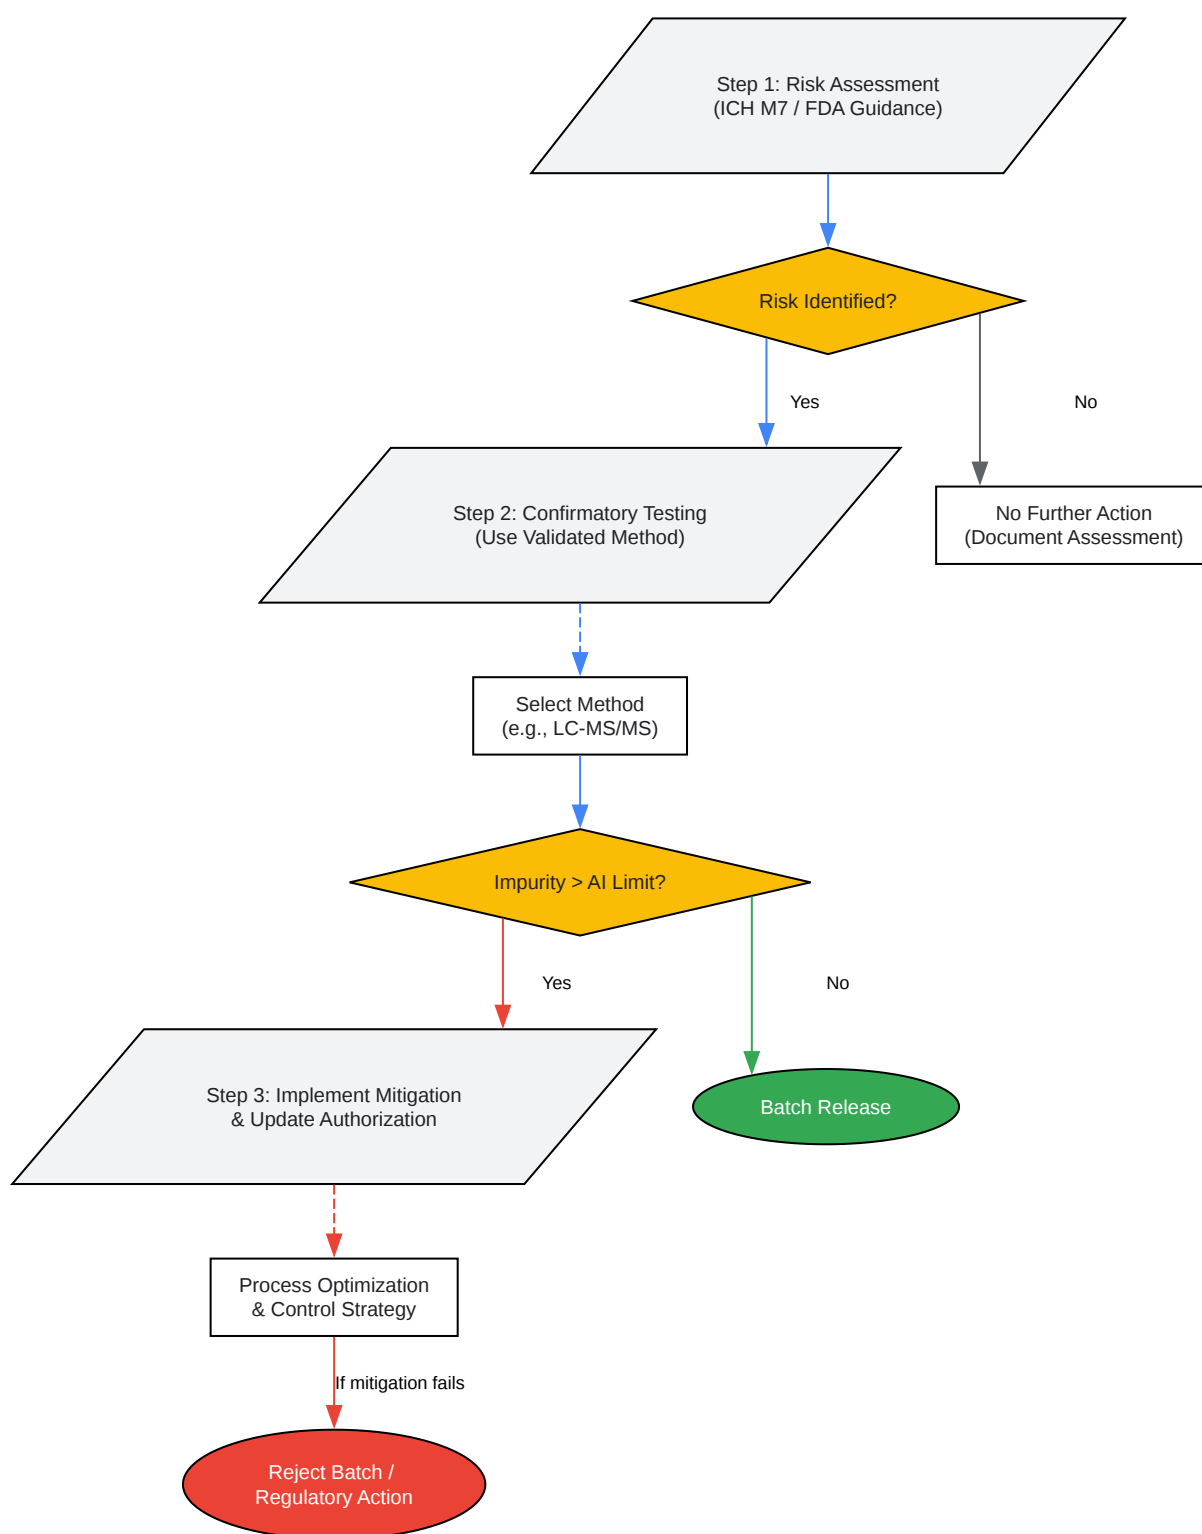 Step 1: Risk Assessment
(ICH M7 / FDA Guidance)
Risk Identified?
Yes
No
Step 2: Confirmatory Testing
(Use Validated Method)
No Further Action
(Document Assessment)
Select Method
(e.g., LC-MS/MS)
Impurity > AI Limit?
Yes
No
Step 3: Implement Mitigation
& Update Authorization
Batch Release
Process Optimization
& Control Strategy
If mitigation fails
Reject Batch /
Regulatory Action